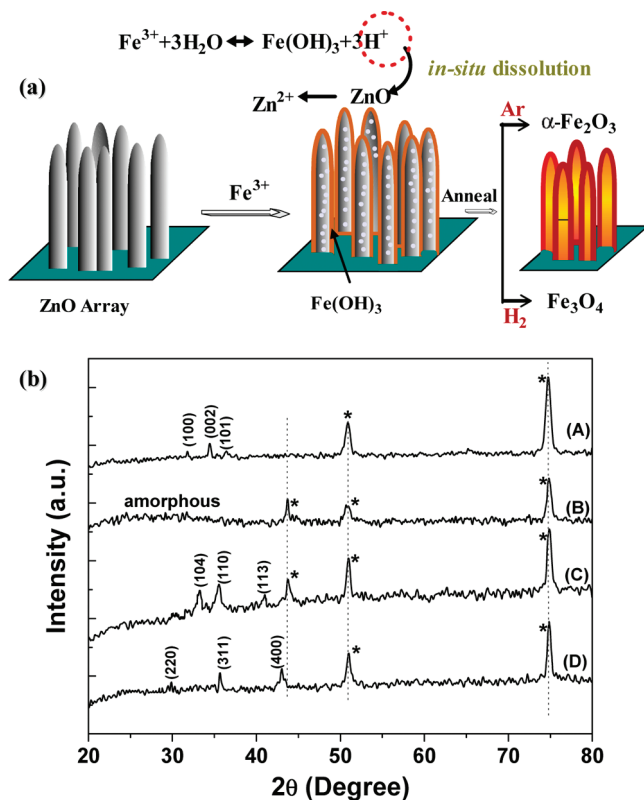 Fe³⁺+3H₂O ↔ Fe(OH)₃+3H⁺
in-situ dissolution
(a)
Zn²⁺ ← ZnO
Ar
α-Fe₂O₃
Fe³⁺
Anneal
ZnO Array
Fe(OH)₃
H₂
Fe₃O₄
(b)
(100) (002) (101) * * (A)
amorphous * * * (B)
(104) (110) (113) * * * (C)
(220) (311) (400) * * (D)
Intensity (a.u.)
20 30 40 50 60 70 80
2θ (Degree)